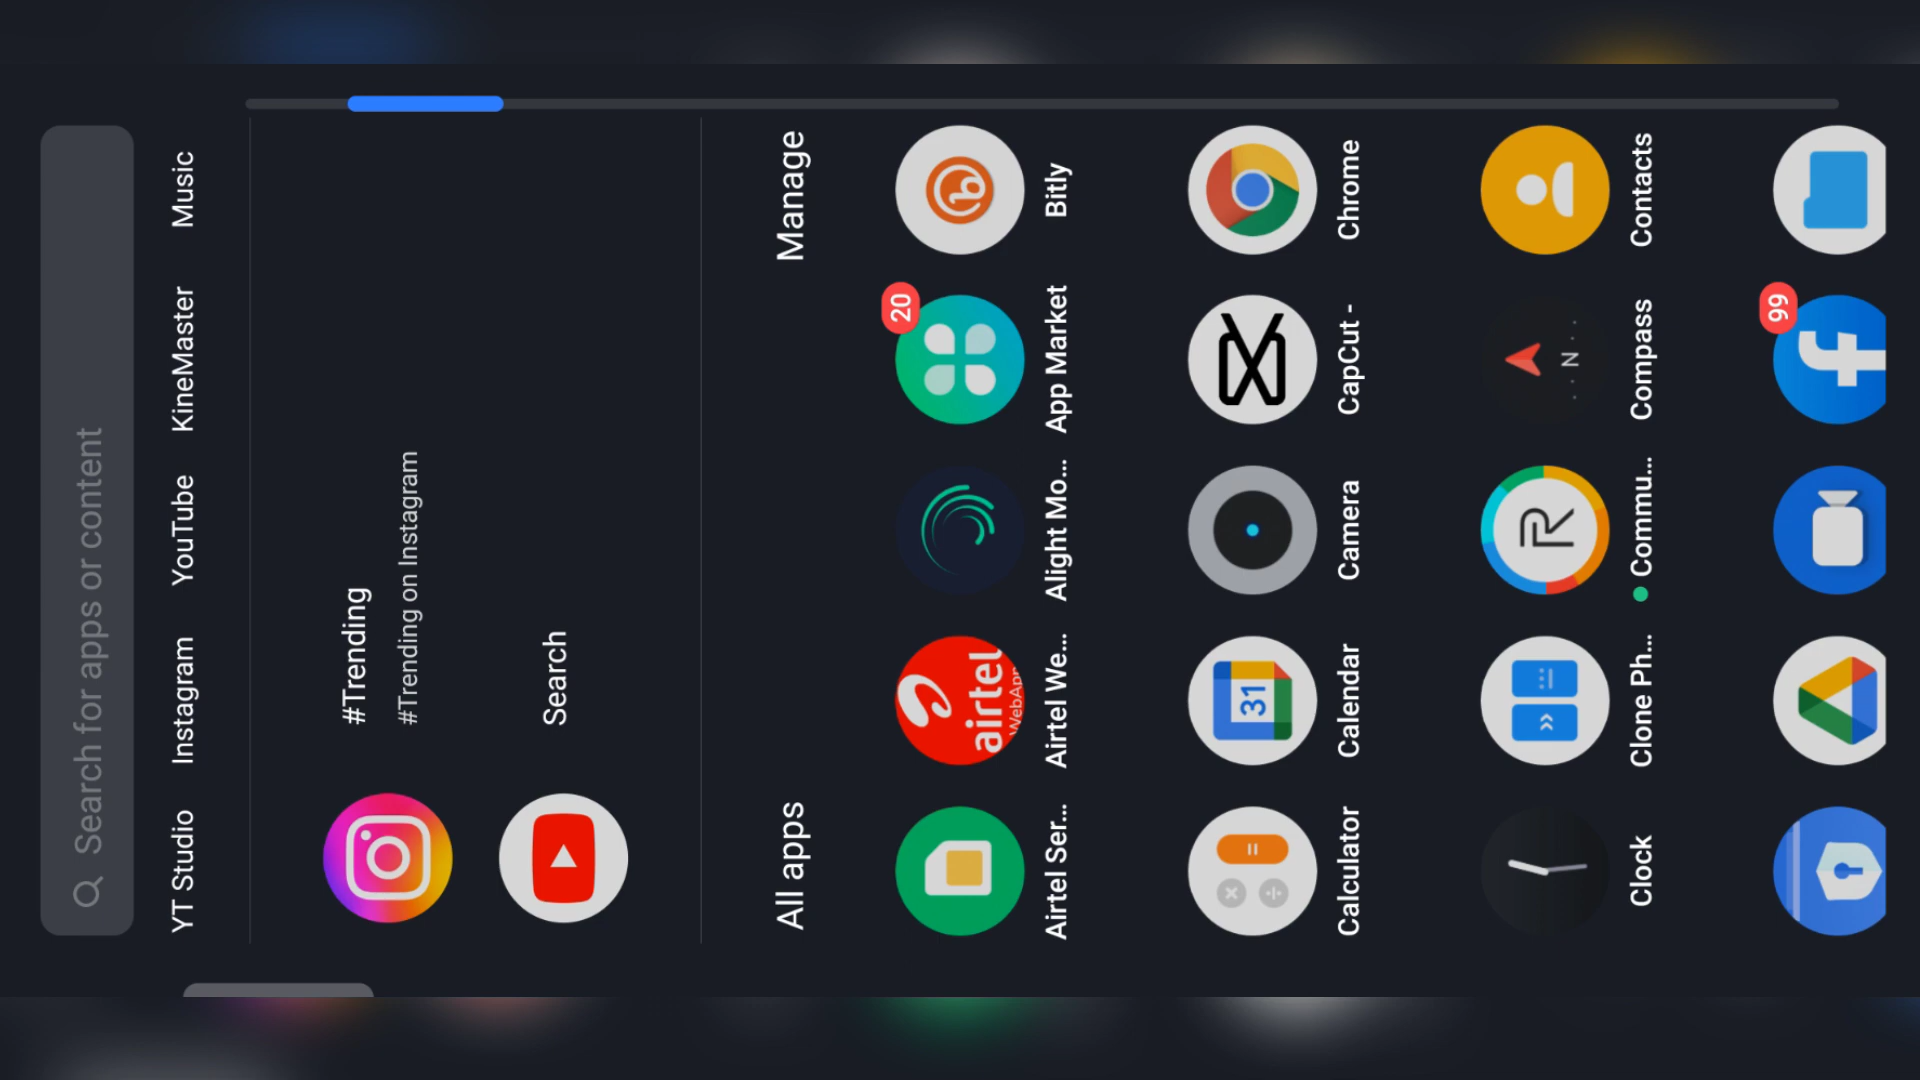 Search for apps or content
YT Studio Instagram YouTube KineMaster Music
#Trending
#Trending on Instagram
Search
All apps Manage
20
airtel
WebApp
Airtel Ser... Airtel We... Alight Mo... App Market Bitly
31
Calculator Calendar Camera CapCut - Chrome
N
Clock Clone Ph... Commu... Compass Contacts
99